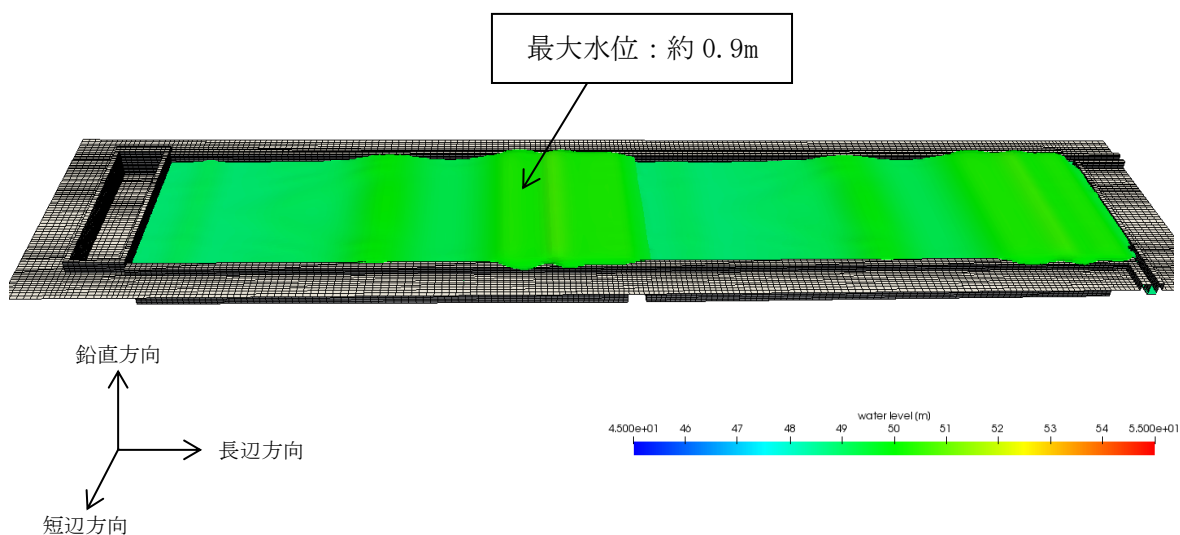 最大水位：約 0.9m
鉛直方向
長辺方向
短辺方向
water level (m)
4.500e+01 46 47 48 49 50 51 52 53 54 5.500e+01